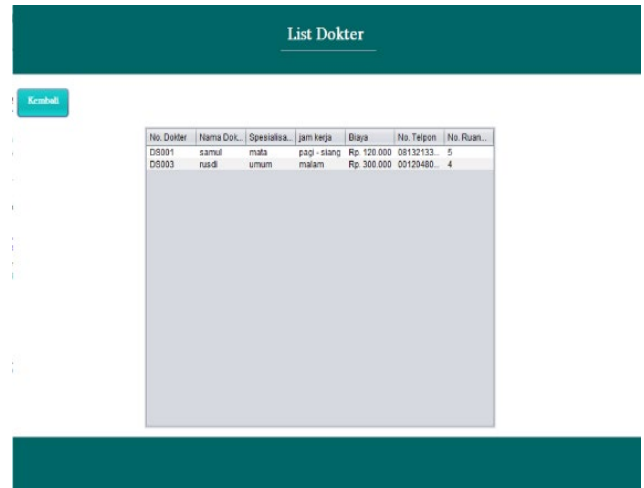 List Dokter
Kembali
No. Dokter Nama Dok... Spesialisa... jam kerja Biaya No. Telpon No. Ruan...
DS001 samul mata pagi - siang Rp. 120.000 08132133... 5
DS003 rusdi umum malam Rp. 300.000 00120480... 4